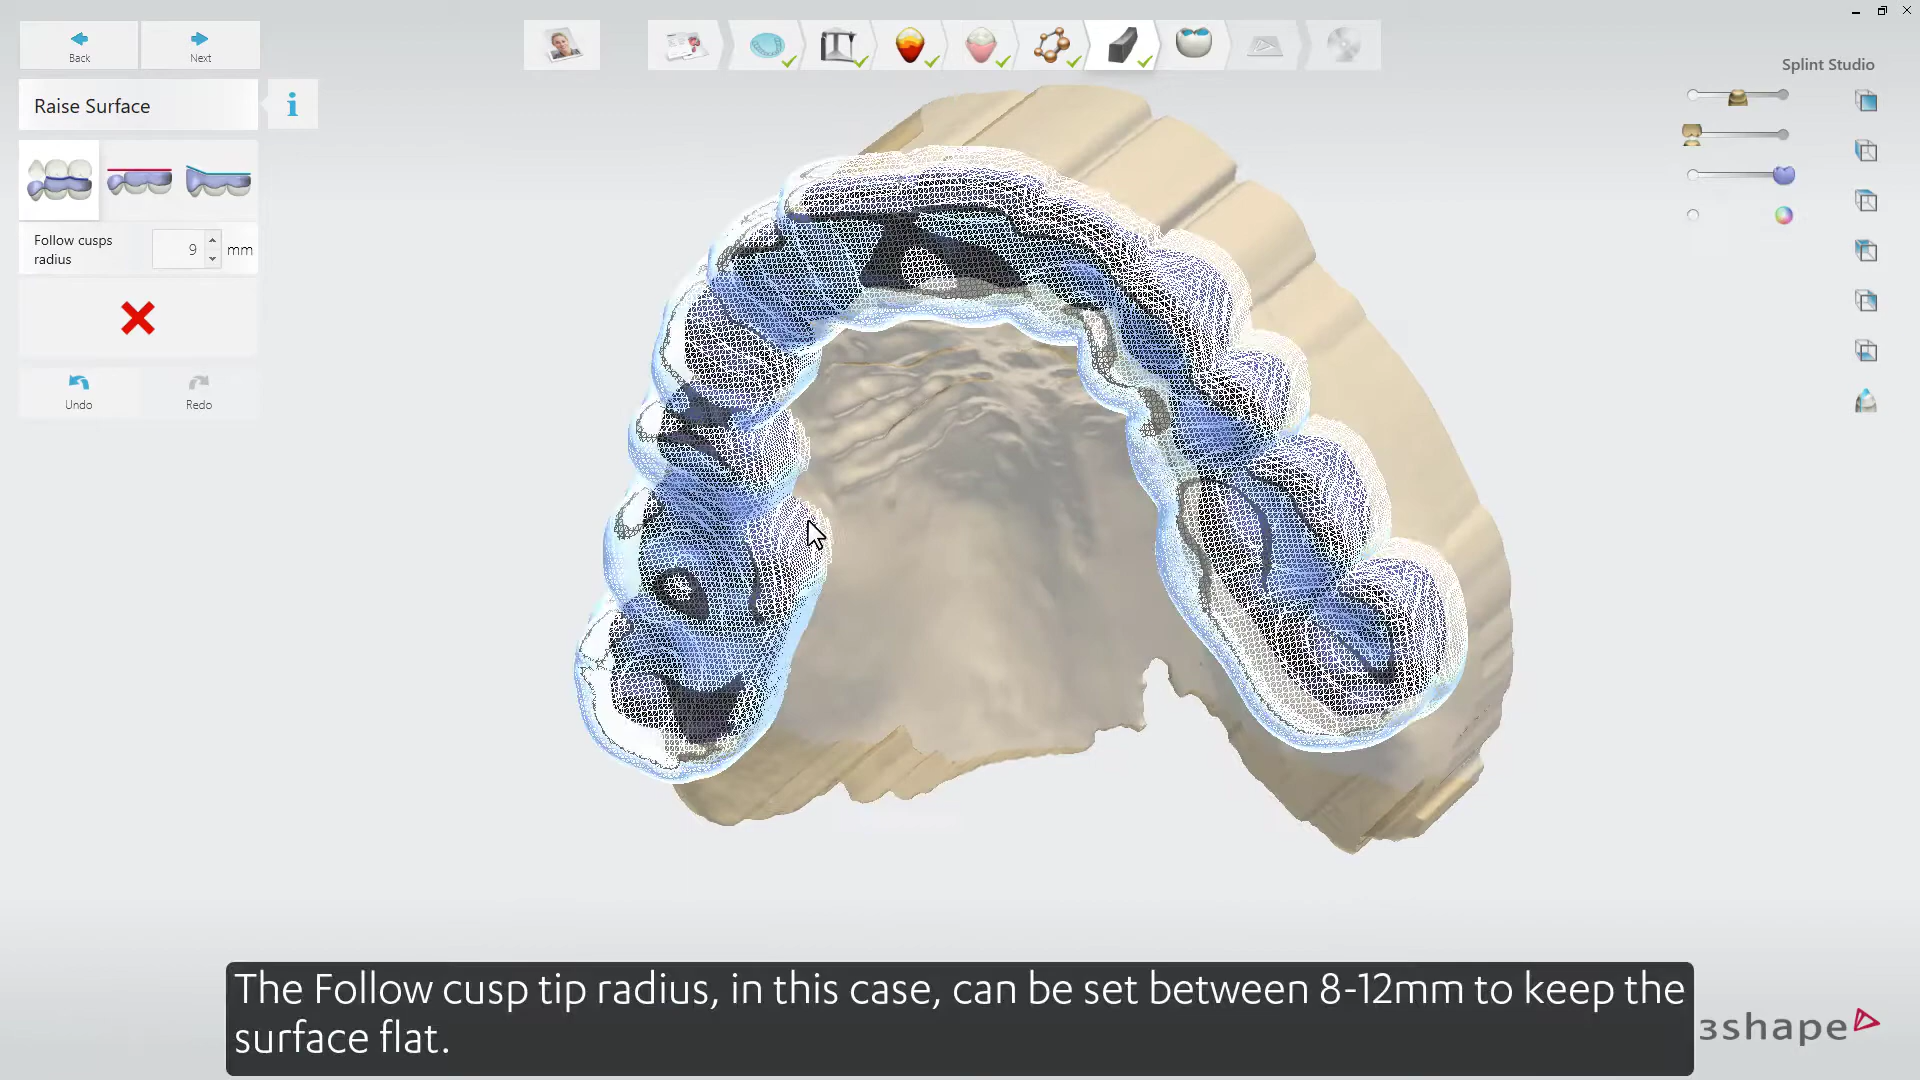 Back
Next
Splint Studio
Raise Surface
i
Follow cusps
radius
9
mm
Undo
Redo
The Follow cusp tip radius, in this case, can be set between 8-12mm to keep the
surface flat.
3shape